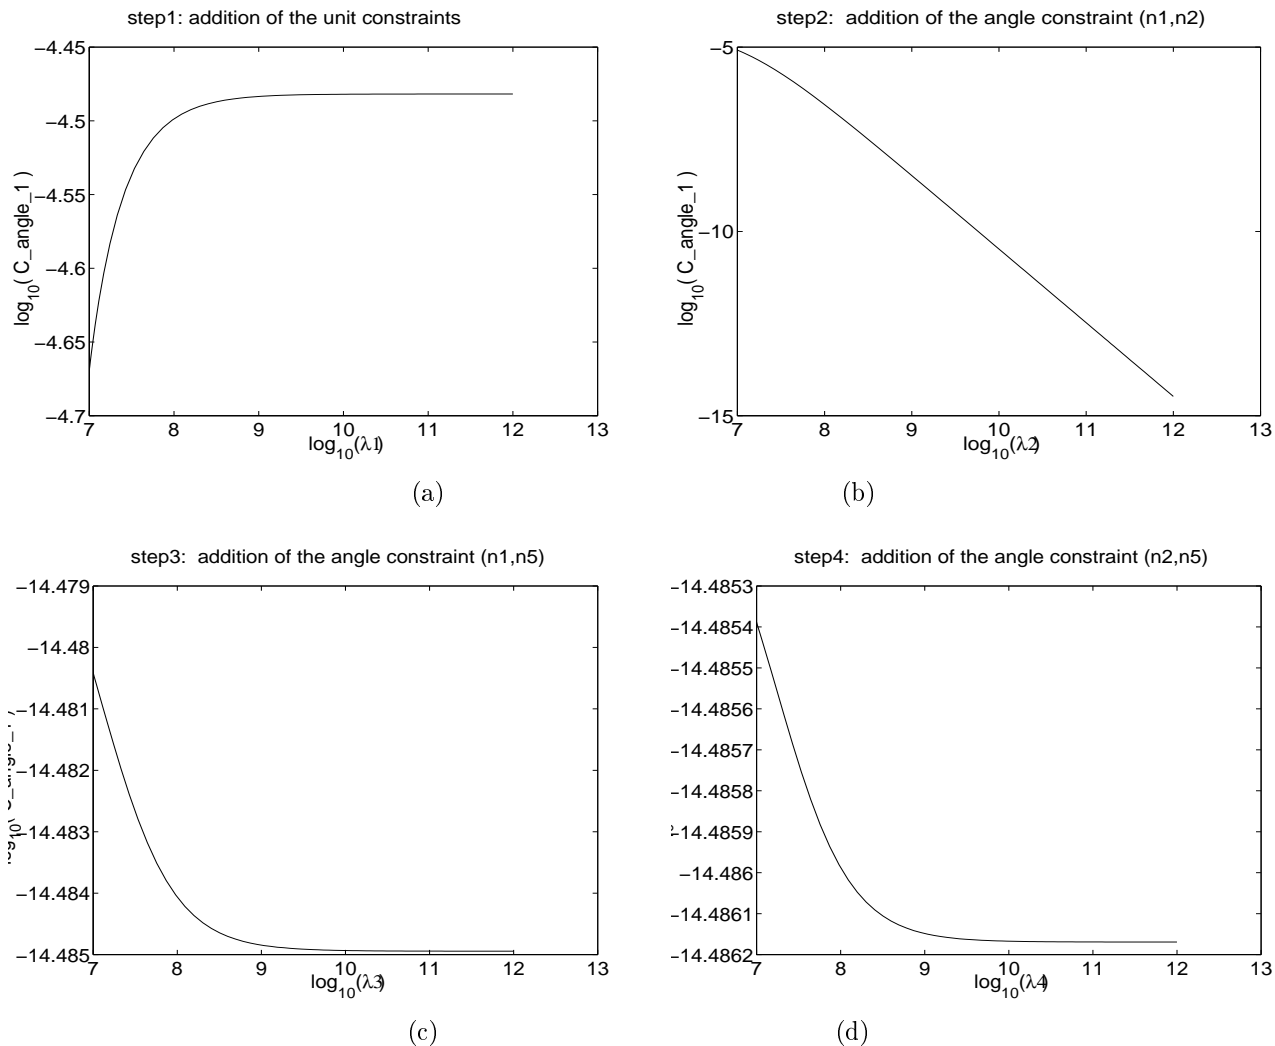 step1: addition of the unit constraints
−4.45
−4.5
−4.55
−4.6
−4.65
−4.7
log10( C_angle_1 )
7 8 9 10 11 12 13
log10(λ1)
(a)
step2: addition of the angle constraint (n1,n2)
−5
−10
−15
log10( C_angle_1 )
7 8 9 10 11 12 13
log10(λ2)
(b)
step3: addition of the angle constraint (n1,n5)
−14.479
−14.48
−14.481
−14.482
−14.483
−14.484
−14.485
7 8 9 10 11 12 13
log10(λ3)
(c)
step4: addition of the angle constraint (n2,n5)
−14.4853
−14.4854
−14.4855
−14.4856
−14.4857
−14.4858
−14.4859
−14.486
−14.4861
−14.4862
7 8 9 10 11 12 13
log10(λ4)
(d)